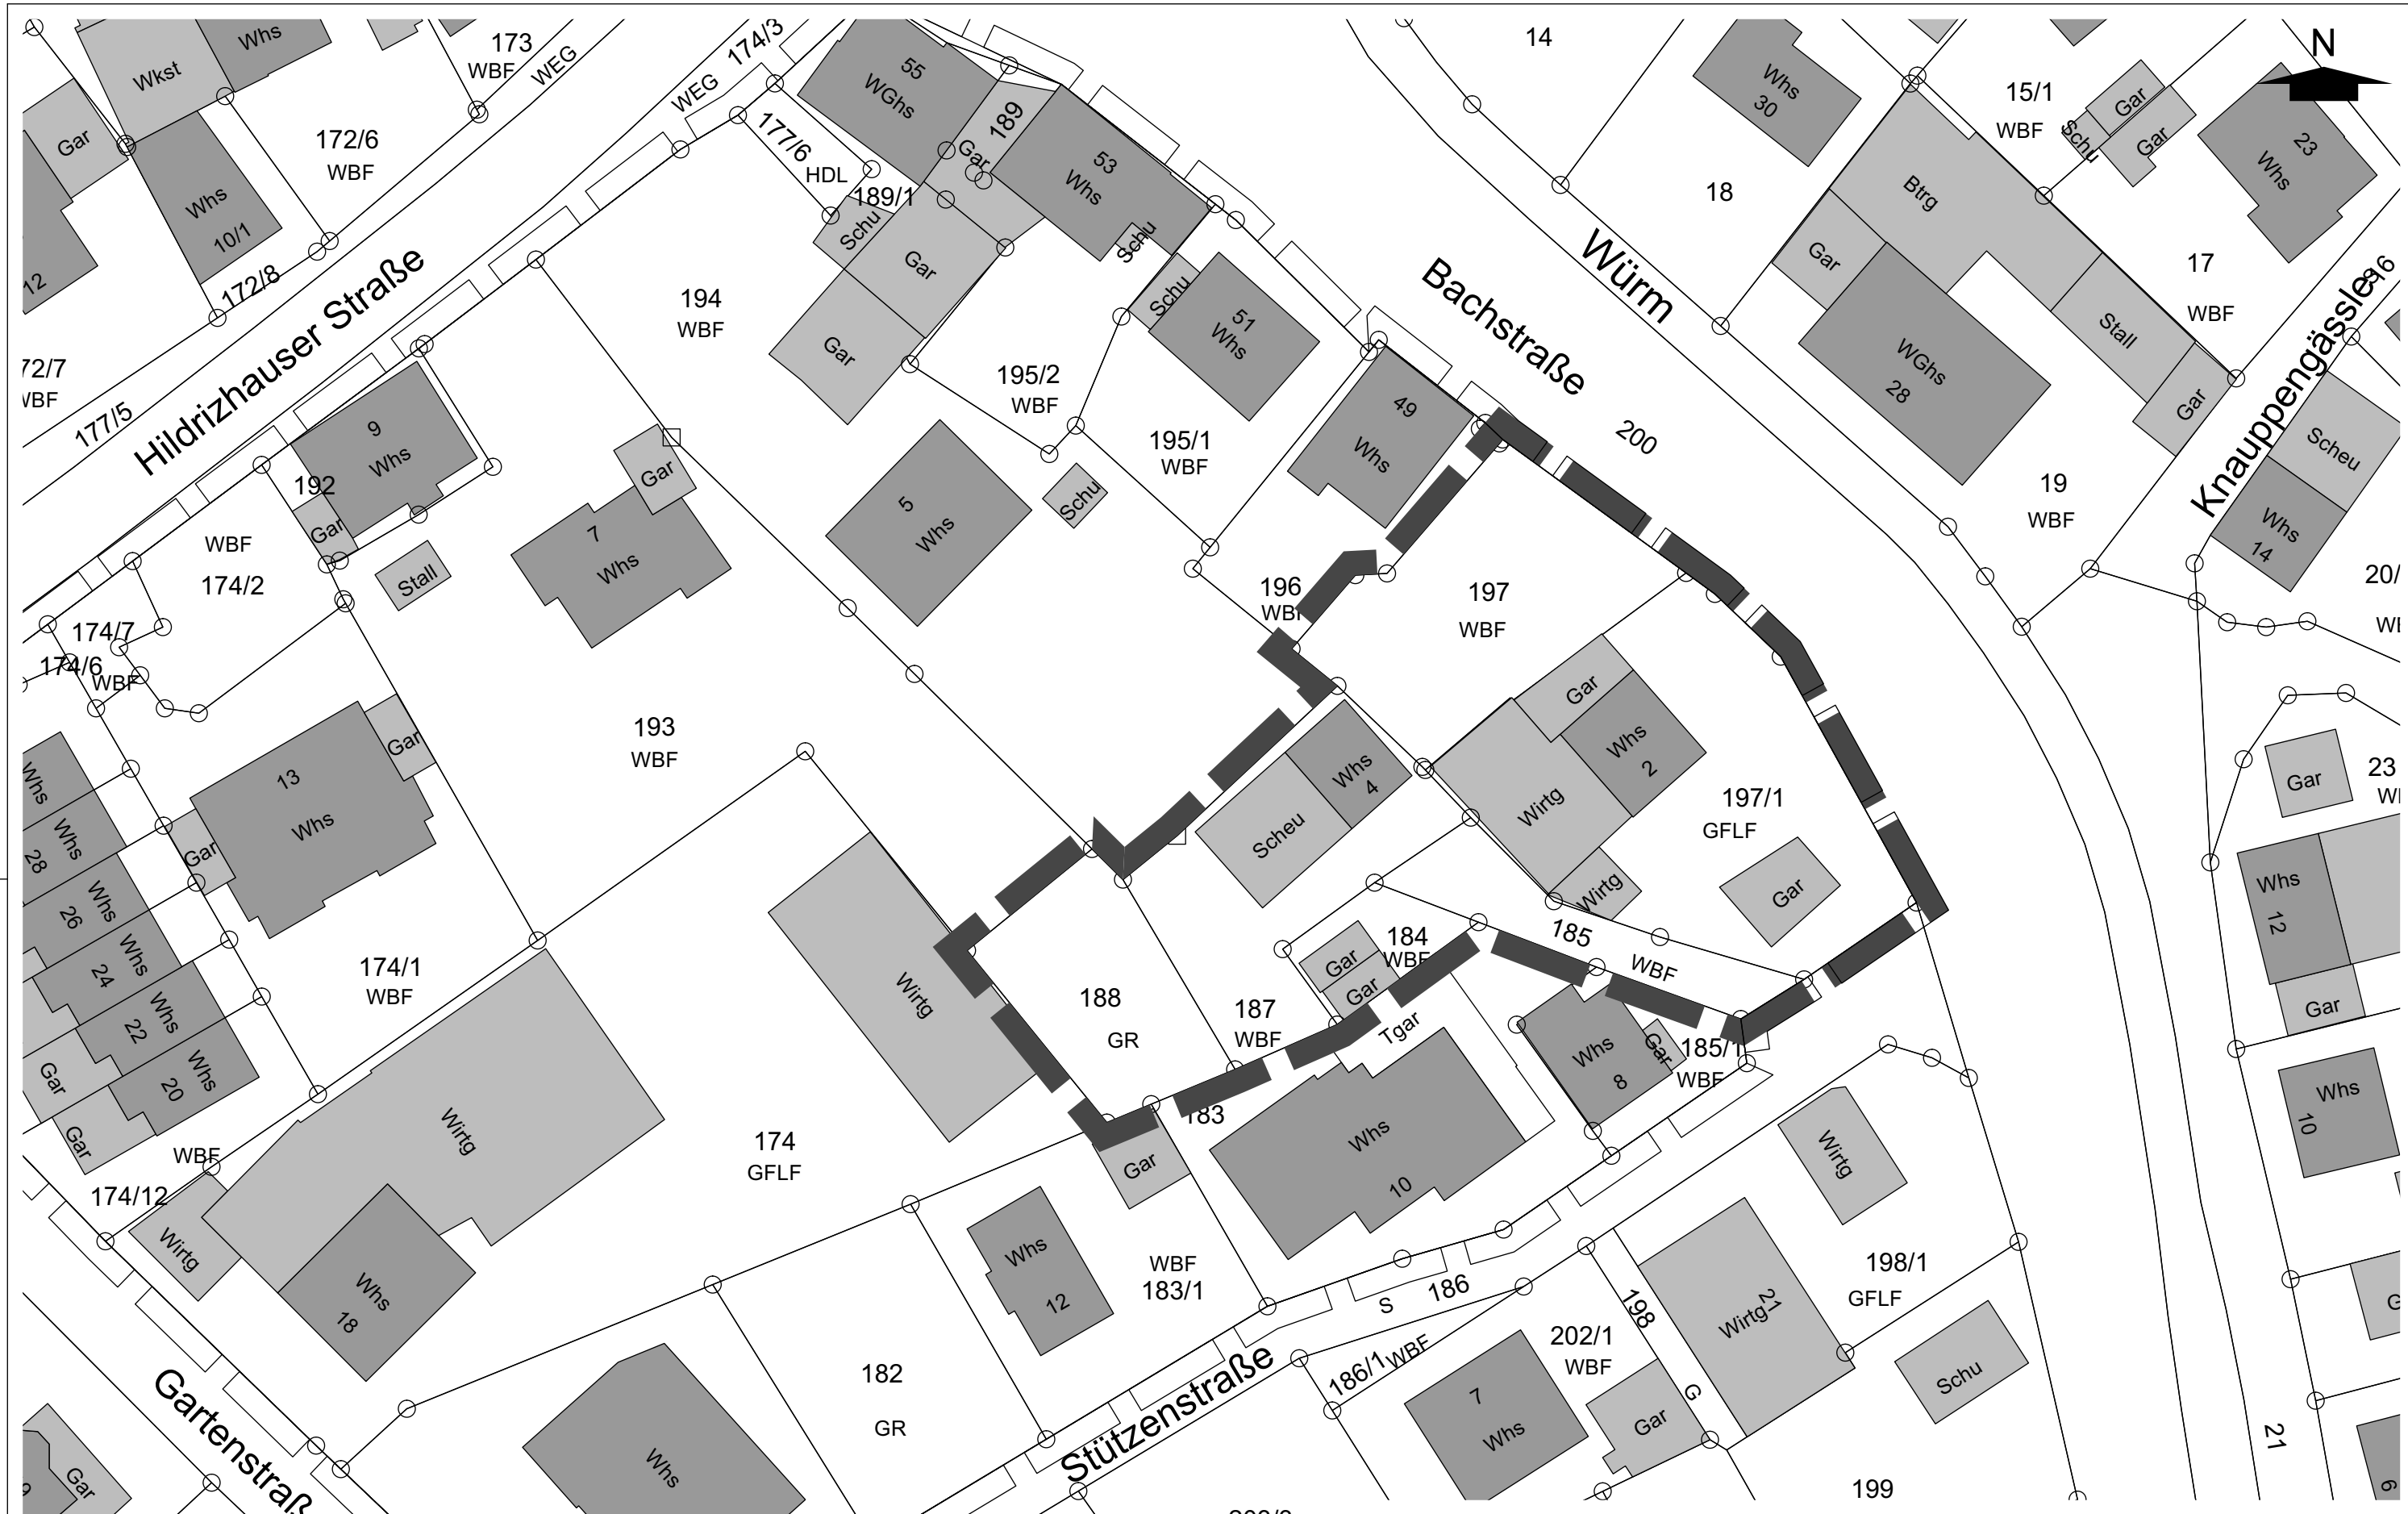 Wkst
Whs
173
WBF
WEG
174/3
WEG
55
WGhs
189
Gar
53
Whs
14
Whs
30
15/1
WBF
Gar
Gar
Schu
23
Whs
N
Gar
172/6
WBF
Whs
10/1
12
172/8
177/6
HDL
189/1
Schu
Gar
Gar
Schu
Schu
51
Whs
18
Btrg
Gar
WGhs
28
Stall
Gar
17
WBF
Würm
Bachstraße
200
Hildrizhauser Straße
177/5
194
WBF
195/2
WBF
195/1
WBF
49
Whs
19
WBF
Knauppengässle
Scheu
Whs
14
9
Whs
192
Gar
WBF
174/2
Stall
Gar
7
Whs
5
Whs
Schu
196
197
WBF
174/7
174/6
WBF
193
WBF
Gar
Whs
2
Wirtg
Wirtg
Whs
4
Scheu
197/1
GFLF
Gar
Gar
13
Whs
Gar
Gar
Whs
28
Whs
26
Whs
24
Whs
22
Whs
20
Whs
Gar
Gar
174/1
WBF
Wirtg
188
GR
187
WBF
184
WBF
Gar
Gar
185
WBF
Tgar
Whs
8
Gar
185/1
WBF
Whs
12
Gar
Whs
10
183
Whs
10
Gar
Wirtg
174
GFLF
WBF
174/12
Wirtg
Whs
18
Whs
12
WBF
183/1
S
186
186/1
WBF
198
G
Wirtg
21
Wirtg
198/1
GFLF
Schu
202/1
WBF
7
Whs
Gar
182
GR
Stützenstraße
Gartenstraß
Gar
Whs
199
21
6